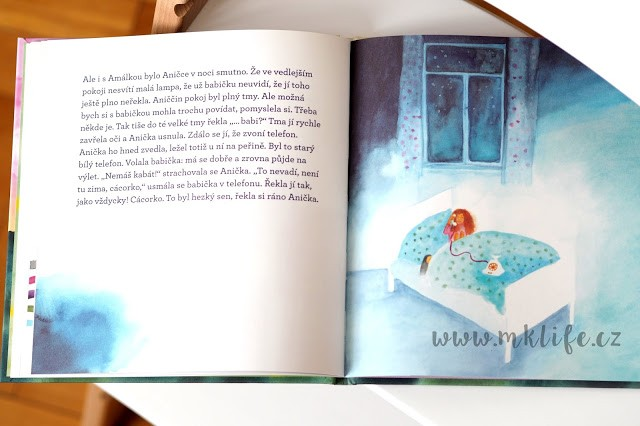 Ale i s Amálkou bylo Aničce v noci smutno. Že ve vedlejším
pokoji nesvítí malá lampa, že už babičku neuvidí, že jí toho
ještě plno neřekla. Aniččin pokoj byl plný tmy. Ale možná
bych si s babičkou mohla trochu povídat, pomyslela si. Třeba
někde je. Tak tiše do té velké tmy řekla „... babi?“ Tma jí rychle
zavřela oči a Anička usnula. Zdálo se jí, že zvoní telefon.
Anička ho hned zvedla, ležel totiž u ní na peřině. Byl to starý
bílý telefon. Volala babička: má se dobře a zrovna půjde na
výlet. „Nemáš kabát!“ strachovala se Anička. „To nevadí, není
tu zima, cácorko,“ usmála se babička v telefonu. Řekla jí tak,
jako vždycky! Cácorko. To byl hezký sen, řekla si ráno Anička.
www.mklife.cz